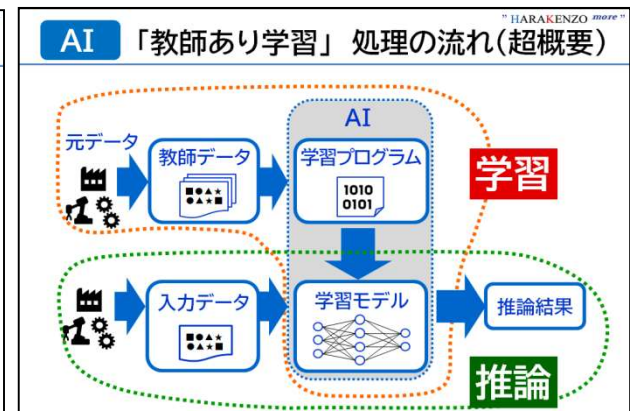 " HARAKENZO more "
AI 「教師あり学習」 処理の流れ(超概要)
AI
元データ
教師データ
学習プログラム
1010
0101
学習
入力データ
学習モデル
推論結果
推論